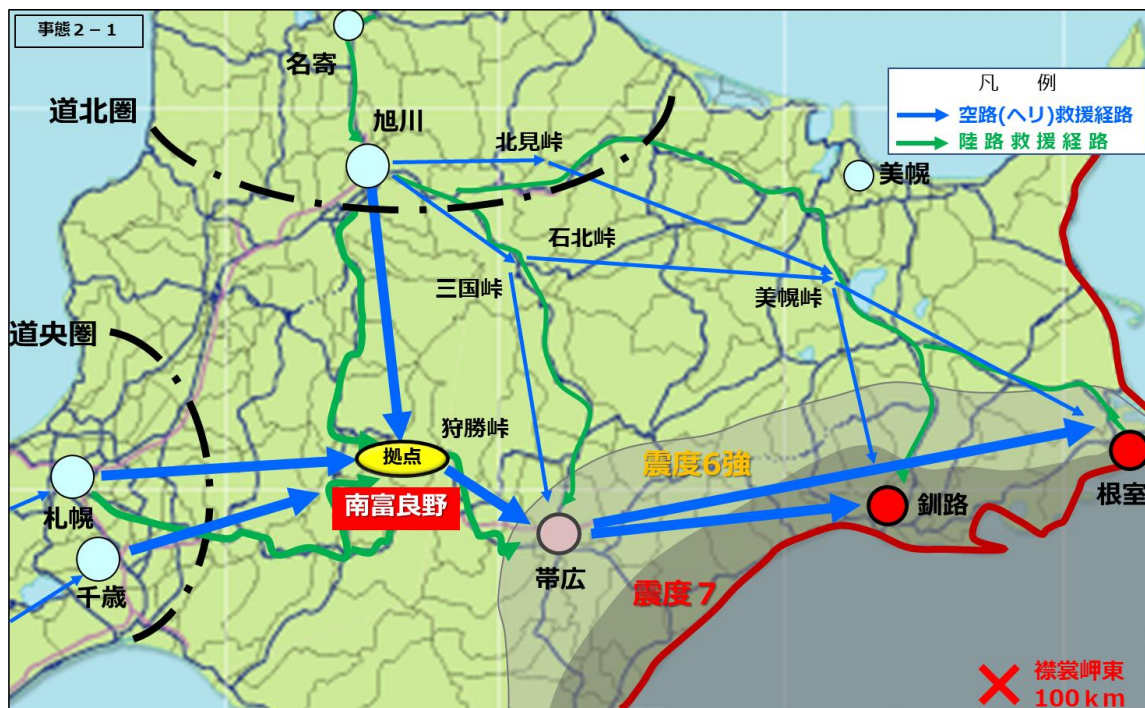 事態２－１
名寄
道北圏
旭川
北見峠
凡　例
空路(ヘリ)救援経路
陸路救援経路
美幌
石北峠
三国峠
美幌峠
道央圏
狩勝峠
拠点
南富良野
札幌
千歳
帯広
震度6強
震度７
釧路
根室
襟裳岬東
100ｋｍ